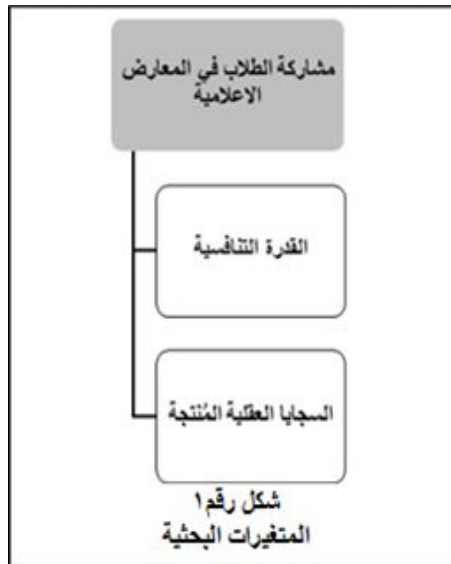 مشاركة الطلاب في المعارض
الاعلامية
القدرة التنافسية
السجايا العقلية المُنتجة
شكل رقم١
المتغيرات البحثية